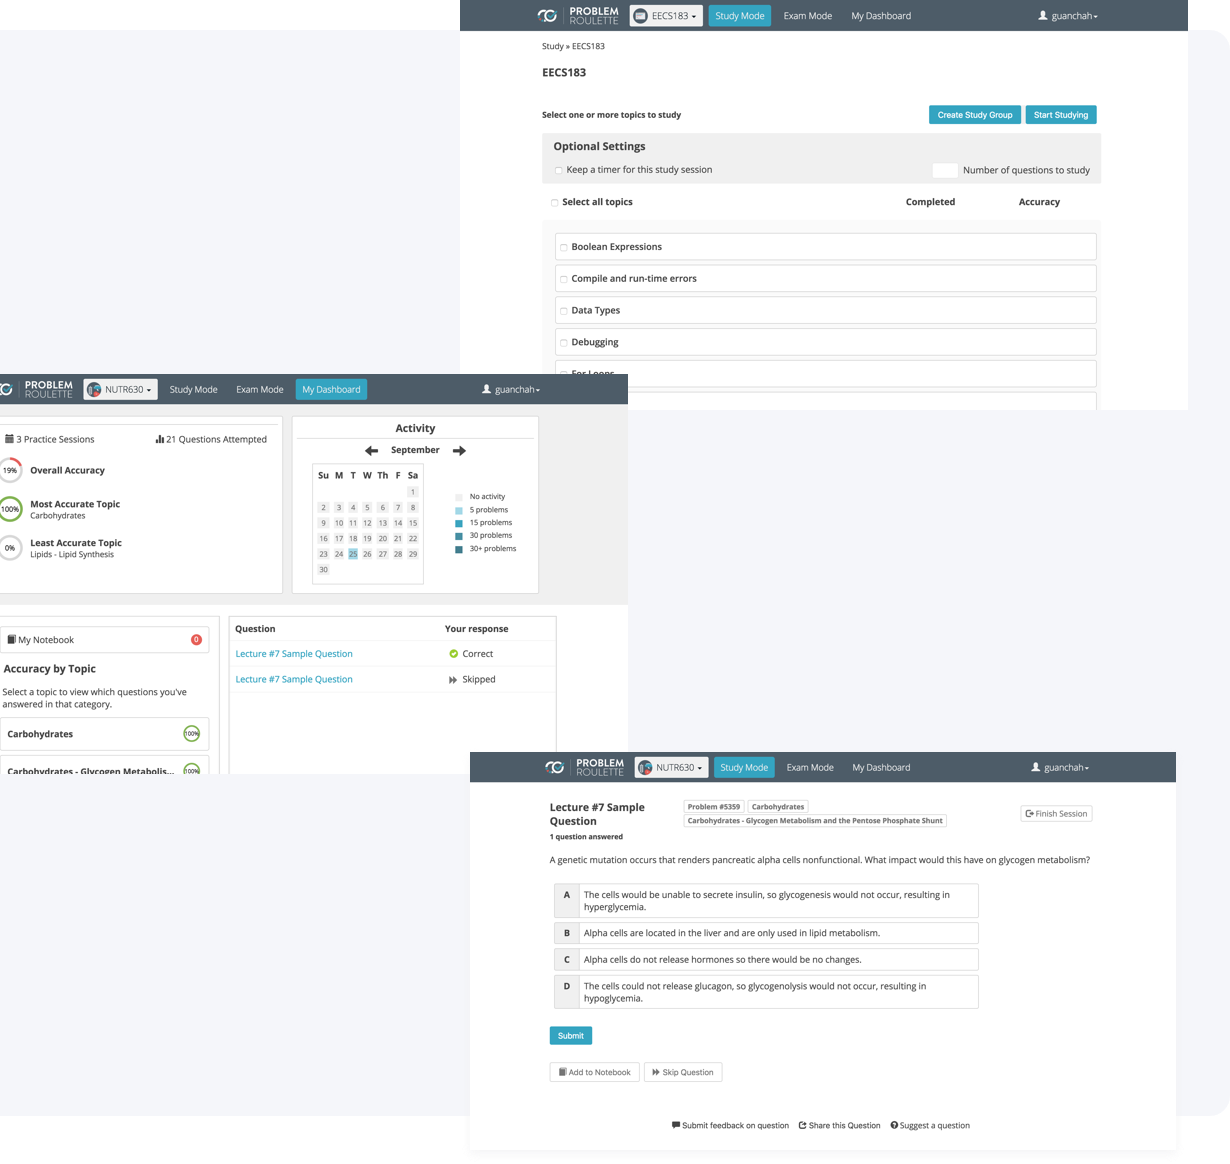 PROBLEM
ROULETTE
EECS183
Study Mode
Exam Mode
My Dashboard
guanchah
Study » EECS183
EECS183
Select one or more topics to study
Create Study Group
Start Studying
Optional Settings
Keep a timer for this study session
Number of questions to study
Select all topics
Completed
Accuracy
Boolean Expressions
Compile and run-time errors
Data Types
Debugging
For Loops
PROBLEM
ROULETTE
NUTR630
Study Mode
Exam Mode
My Dashboard
guanchah
3 Practice Sessions
21 Questions Attempted
19%
Overall Accuracy
100%
Most Accurate Topic
Carbohydrates
0%
Least Accurate Topic
Lipids - Lipid Synthesis
Activity
September
Su M T W Th F Sa
1
2 3 4 5 6 7 8
9 10 11 12 13 14 15
16 17 18 19 20 21 22
23 24 25 26 27 28 29
30
No activity
5 problems
15 problems
30 problems
30+ problems
My Notebook
0
Accuracy by Topic
Select a topic to view which questions you've
answered in that category.
Carbohydrates
100%
Carbohydrates - Glycogen Metabolis...
100%
Question
Your response
Lecture #7 Sample Question
Correct
Lecture #7 Sample Question
Skipped
PROBLEM
ROULETTE
NUTR630
Study Mode
Exam Mode
My Dashboard
guanchah
Lecture #7 Sample
Question
1 question answered
Problem #5359
Carbohydrates
Carbohydrates - Glycogen Metabolism and the Pentose Phosphate Shunt
Finish Session
A genetic mutation occurs that renders pancreatic alpha cells nonfunctional. What impact would this have on glycogen metabolism?
A
The cells would be unable to secrete insulin, so glycogenesis would not occur, resulting in
hyperglycemia.
B
Alpha cells are located in the liver and are only used in lipid metabolism.
C
Alpha cells do not release hormones so there would be no changes.
D
The cells could not release glucagon, so glycogenolysis would not occur, resulting in
hypoglycemia.
Submit
Add to Notebook
Skip Question
Submit feedback on question
Share this Question
Suggest a question